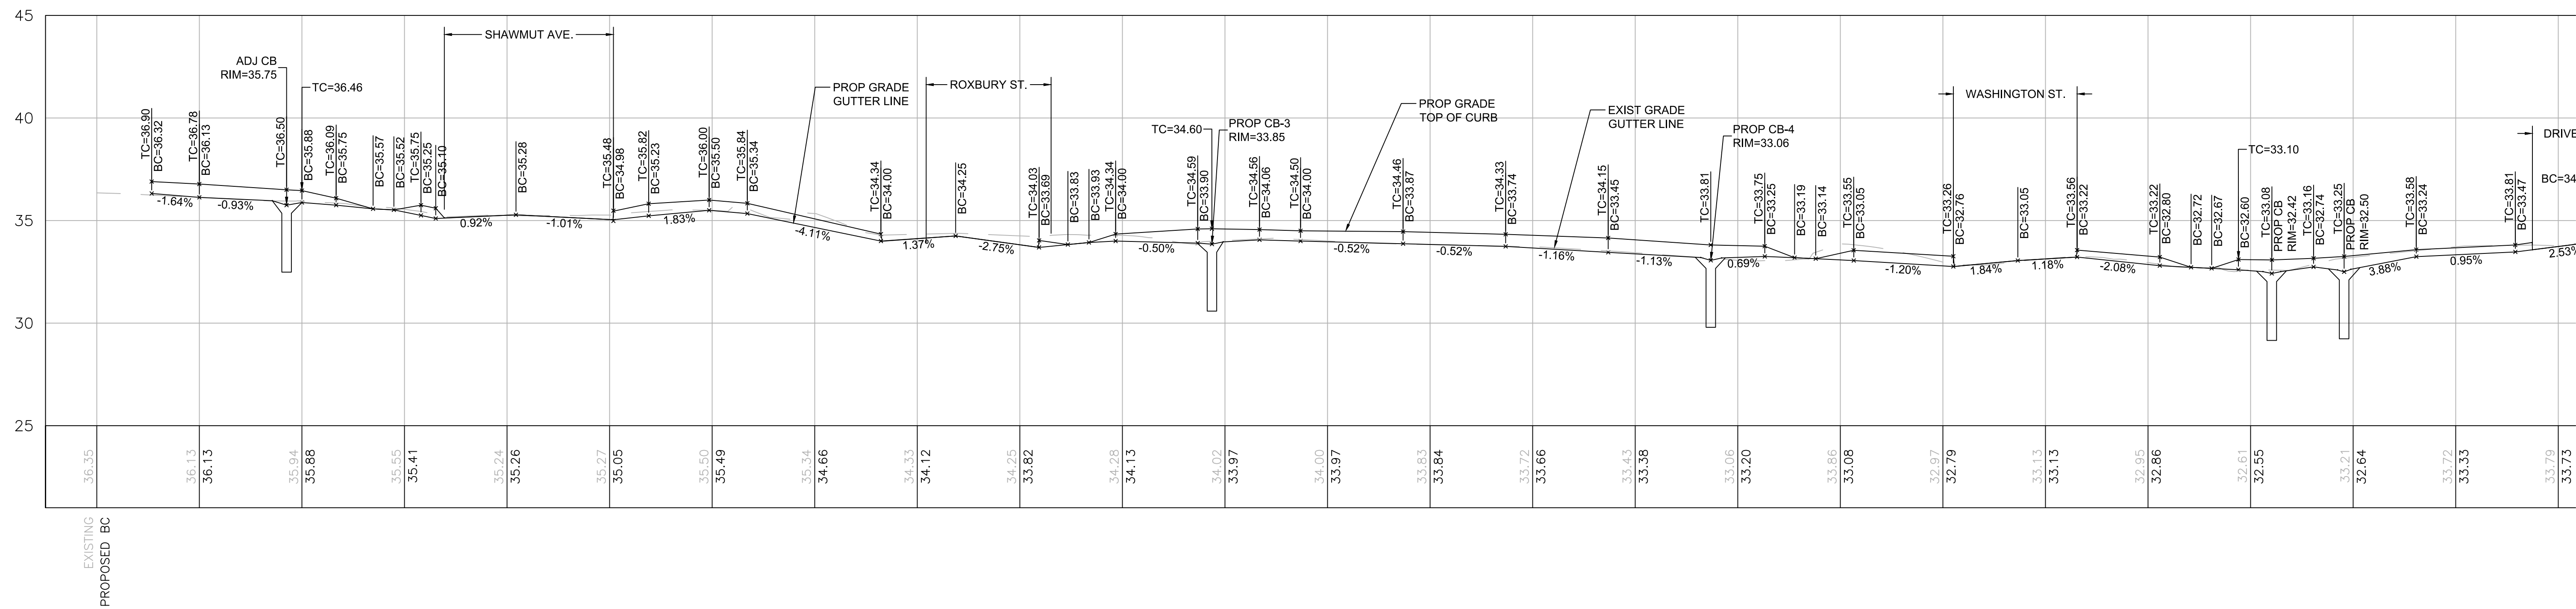 45
40
35
30
25
SHAWMUT AVE.
ADJ CB
RIM=35.75
TC=36.46
PROP GRADE
GUTTER LINE
ROXBURY ST.
TC=34.60
PROP CB-3
RIM=33.85
PROP GRADE
TOP OF CURB
EXIST GRADE
GUTTER LINE
PROP CB-4
RIM=33.06
WASHINGTON ST.
TC=33.10
DRIVE
BC=34
TC=36.90
BC=36.32
TC=36.78
BC=36.13
TC=36.50
BC=35.88
TC=36.09
BC=35.75
BC=35.57
BC=35.52
TC=35.75
BC=35.25
BC=35.10
BC=35.28
TC=35.48
BC=34.98
TC=35.82
BC=35.23
TC=36.00
BC=35.50
TC=35.84
BC=35.34
TC=34.34
BC=34.00
BC=34.25
TC=34.03
BC=33.69
BC=33.83
BC=33.93
TC=34.34
BC=34.00
TC=34.59
BC=33.90
TC=34.56
BC=34.06
TC=34.50
BC=34.00
TC=34.46
BC=33.87
TC=34.33
BC=33.74
TC=34.15
BC=33.45
TC=33.81
TC=33.75
BC=33.25
BC=33.19
BC=33.14
TC=33.55
BC=33.05
TC=33.26
BC=32.76
BC=33.05
TC=33.56
BC=33.22
TC=33.22
BC=32.80
BC=32.72
BC=32.67
BC=32.60
TC=33.08
PROP CB
RIM=32.42
TC=33.16
BC=32.74
TC=33.25
PROP CB
RIM=32.50
TC=33.58
BC=33.24
TC=33.81
BC=33.47
-1.64%
-0.93%
0.92%
-1.01%
1.83%
-4.11%
1.37%
-2.75%
-0.50%
-0.52%
-0.52%
-1.16%
-1.13%
0.69%
-1.20%
1.84%
1.18%
-2.08%
3.88%
0.95%
2.53%
36.35
36.13
36.13
35.94
35.88
35.55
35.41
35.24
35.26
35.27
35.05
35.50
35.49
35.34
34.66
34.33
34.12
34.25
33.82
34.28
34.13
34.02
33.97
34.00
33.97
33.83
33.84
33.72
33.66
33.43
33.38
33.06
33.20
33.86
33.08
32.97
32.79
33.13
33.13
32.95
32.86
32.61
32.55
33.21
32.64
33.72
33.33
33.79
33.73
EXISTING
PROPOSED BC